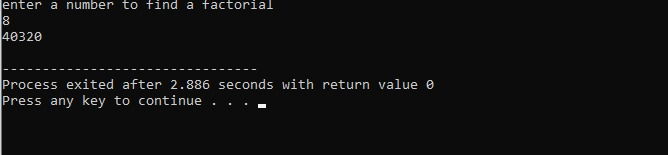 enter a number to find a factorial
8
40320
--------------------------------
Process exited after 2.886 seconds with return value 0
Press any key to continue . . .